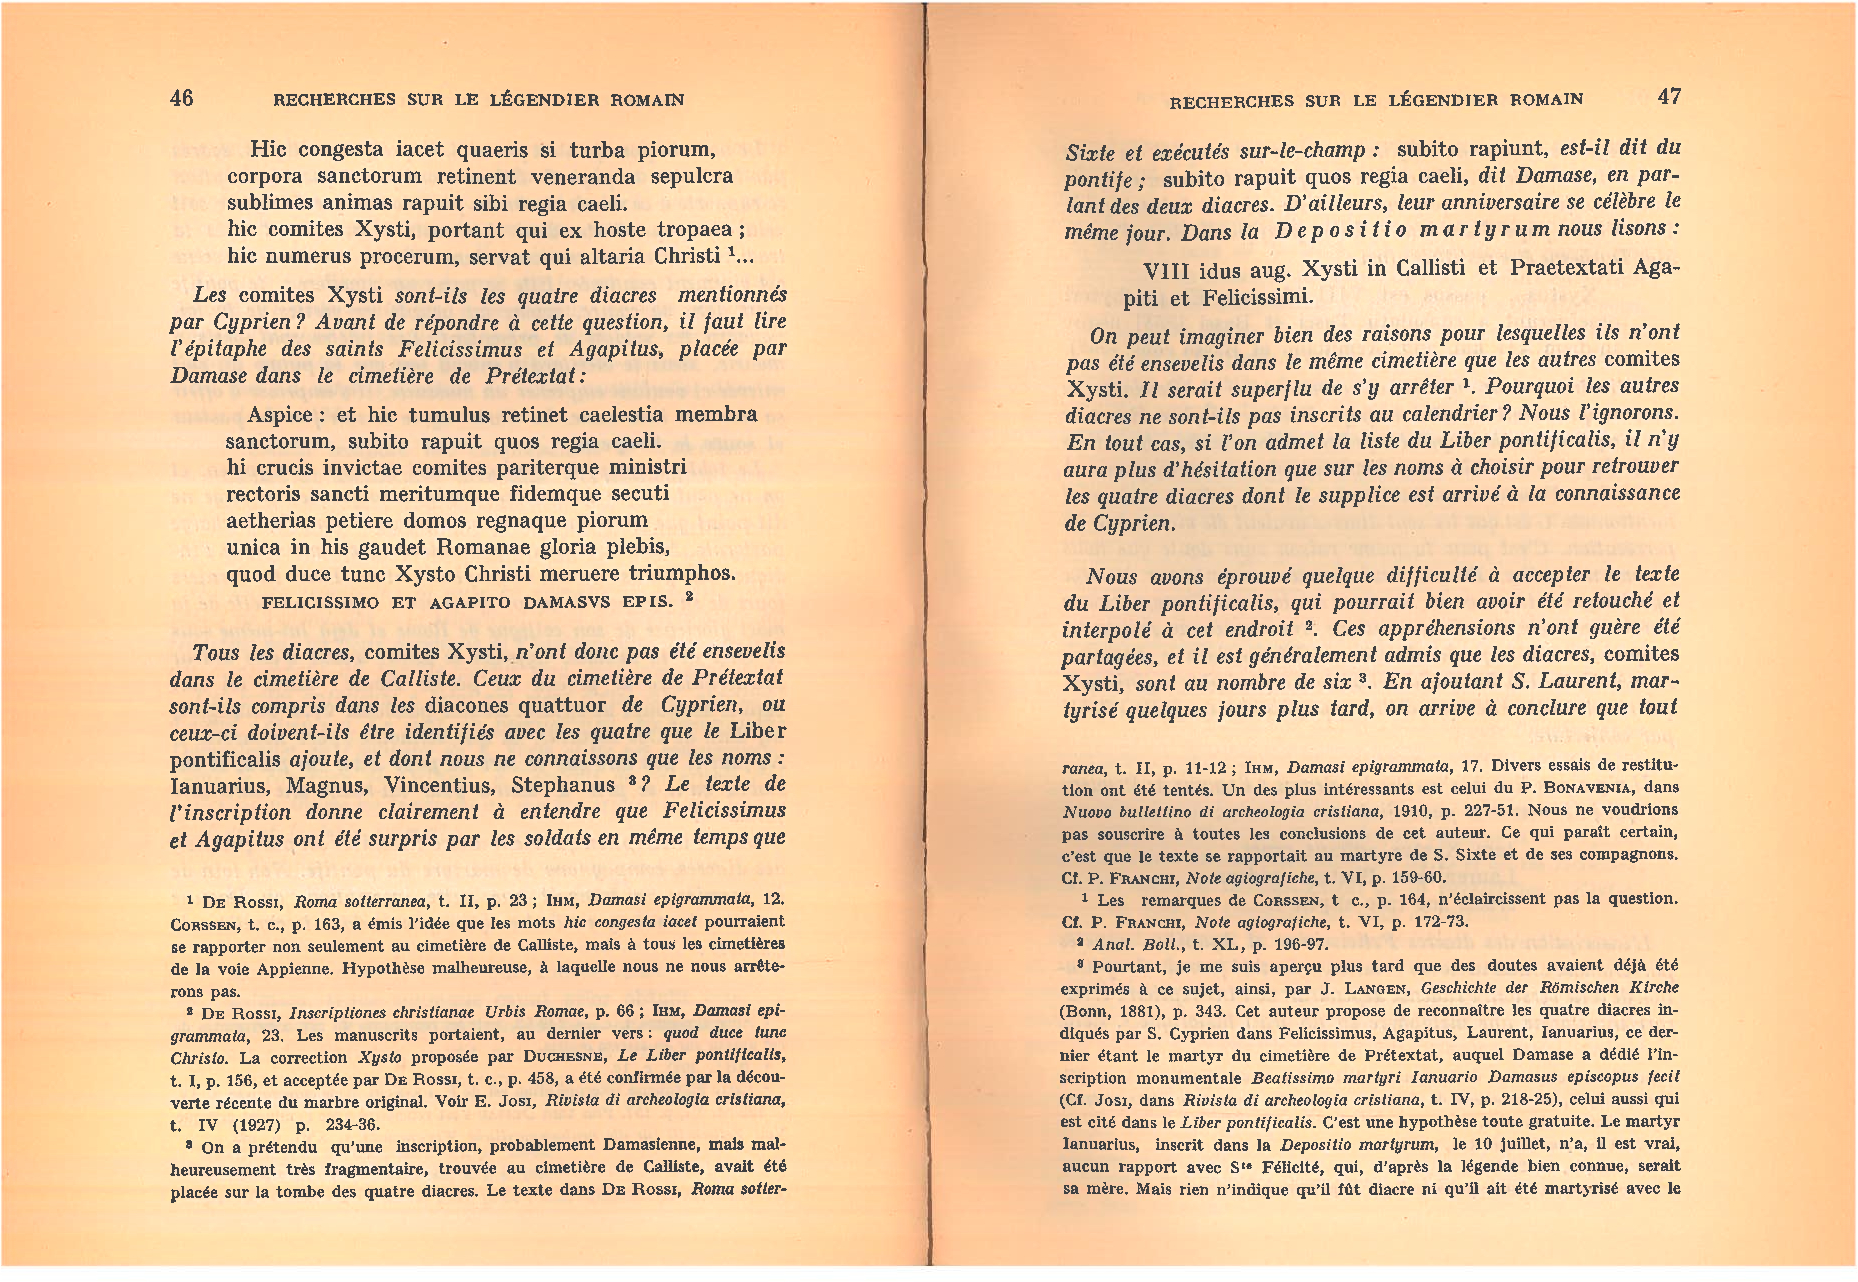 46 RECHERCHES SUR LE LÉGENDIER ROMAIN
Hic congesta iacet quaeris si turba piorum,
corpora sanctorum retinent veneranda sepulcra
sublimes animas rapuit sibi regia caeli.
hic comites Xysti, portant qui ex hoste tropaea ;
hic numerus procerum, servat qui altaria Christi ¹...
Les comites Xysti sont-ils les quatre diacres mentionnés
par Cyprien ? Avant de répondre à cette question, il faut lire
l'épitaphe des saints Felicissimus et Agapitus, placée par
Damase dans le cimetière de Prétextat :
Aspice : et hic tumulus retinet caelestia membra
sanctorum, subito rapuit quos regia caeli.
hi crucis invictae comites pariterque ministri
rectoris sancti meritumque fidemque secuti
aetherias petiere domos regnaque piorum
unica in his gaudet Romanae gloria plebis,
quod duce tunc Xysto Christi meruere triumphos.
FELICISSIMO ET AGAPITO DAMASVS EPIS. ²
Tous les diacres, comites Xysti, n'ont donc pas été ensevelis
dans le cimetière de Calliste. Ceux du cimetière de Prétextat
sont-ils compris dans les diacones quattuor de Cyprien, ou
ceux-ci doivent-ils être identifiés avec les quatre que le Liber
pontificalis ajoute, et dont nous ne connaissons que les noms :
Ianuarius, Magnus, Vincentius, Stephanus ³ ? Le texte de
l'inscription donne clairement à entendre que Felicissimus
et Agapitus ont été surpris par les soldats en même temps que
¹ DE ROSSI, Roma sotterranea, t. II, p. 23 ; IHM, Damasi epigrammata, 12.
CORSSEN, t. c., p. 163, a émis l'idée que les mots hic congesta iacet pourraient
se rapporter non seulement au cimetière de Calliste, mais à tous les cimetières
de la voie Appienne. Hypothèse malheureuse, à laquelle nous ne nous arrête-
rons pas.
² DE ROSSI, Inscriptiones christianae Urbis Romae, p. 66 ; IHM, Damasi epi-
grammata, 23. Les manuscrits portaient, au dernier vers : quod duce tunc
Christo. La correction Xysto proposée par DUCHESNE, Le Liber pontificalis,
t. I, p. 156, et acceptée par DE ROSSI, t. c., p. 458, a été confirmée par la décou-
verte récente du marbre original. Voir E. JOSI, Rivista di archeologia cristiana,
t. IV (1927) p. 234-36.
³ On a prétendu qu'une inscription, probablement Damasienne, mais mal-
heureusement très fragmentaire, trouvée au cimetière de Calliste, avait été
placée sur la tombe des quatre diacres. Le texte dans DE ROSSI, Roma sotter-
RECHERCHES SUR LE LÉGENDIER ROMAIN 47
Sixte et exécutés sur-le-champ : subito rapiunt, est-il dit du
pontife ; subito rapuit quos regia caeli, dit Damase, en par-
lant des deux diacres. D'ailleurs, leur anniversaire se célèbre le
même jour. Dans la Depositio martyrum nous lisons :
VIII idus aug. Xysti in Callisti et Praetextati Aga-
piti et Felicissimi.
On peut imaginer bien des raisons pour lesquelles ils n'ont
pas été ensevelis dans le même cimetière que les autres comites
Xysti. Il serait superflu de s'y arrêter ¹. Pourquoi les autres
diacres ne sont-ils pas inscrits au calendrier ? Nous l'ignorons.
En tout cas, si l'on admet la liste du Liber pontificalis, il n'y
aura plus d'hésitation que sur les noms à choisir pour retrouver
les quatre diacres dont le supplice est arrivé à la connaissance
de Cyprien.
Nous avons éprouvé quelque difficulté à accepter le texte
du Liber pontificalis, qui pourrait bien avoir été retouché et
interpolé à cet endroit ². Ces appréhensions n'ont guère été
partagées, et il est généralement admis que les diacres, comites
Xysti, sont au nombre de six ³. En ajoutant S. Laurent, mar-
tyrisé quelques jours plus tard, on arrive à conclure que tout
ranea, t. II, p. 11-12 ; IHM, Damasi epigrammata, 17. Divers essais de restitu-
tion ont été tentés. Un des plus intéressants est celui du P. BONAVENIA, dans
Nuovo bullettino di archeologia cristiana, 1910, p. 227-51. Nous ne voudrions
pas souscrire à toutes les conclusions de cet auteur. Ce qui paraît certain,
c'est que le texte se rapportait au martyre de S. Sixte et de ses compagnons.
Cf. P. FRANCHI, Note agiografiche, t. VI, p. 159-60.
¹ Les remarques de CORSSEN, t c., p. 164, n'éclaircissent pas la question.
Cf. P. FRANCHI, Note agiografiche, t. VI, p. 172-73.
² Anal. Boll., t. XL, p. 196-97.
³ Pourtant, je me suis aperçu plus tard que des doutes avaient déjà été
exprimés à ce sujet, ainsi, par J. LANGEN, Geschichte der Römischen Kirche
(Bonn, 1881), p. 343. Cet auteur propose de reconnaître les quatre diacres in-
diqués par S. Cyprien dans Felicissimus, Agapitus, Laurent, Ianuarius, ce der-
nier étant le martyr du cimetière de Prétextat, auquel Damase a dédié l'in-
scription monumentale Beatissimo martyri Ianuario Damasus episcopus fecit
(Cf. JOSI, dans Rivista di archeologia cristiana, t. IV, p. 218-25), celui aussi qui
est cité dans le Liber pontificalis. C'est une hypothèse toute gratuite. Le martyr
Ianuarius, inscrit dans la Depositio martyrum, le 10 juillet, n'a, il est vrai,
aucun rapport avec Sᵗᵉ Félicité, qui, d'après la légende bien connue, serait
sa mère. Mais rien n'indique qu'il fût diacre ni qu'il ait été martyrisé avec le